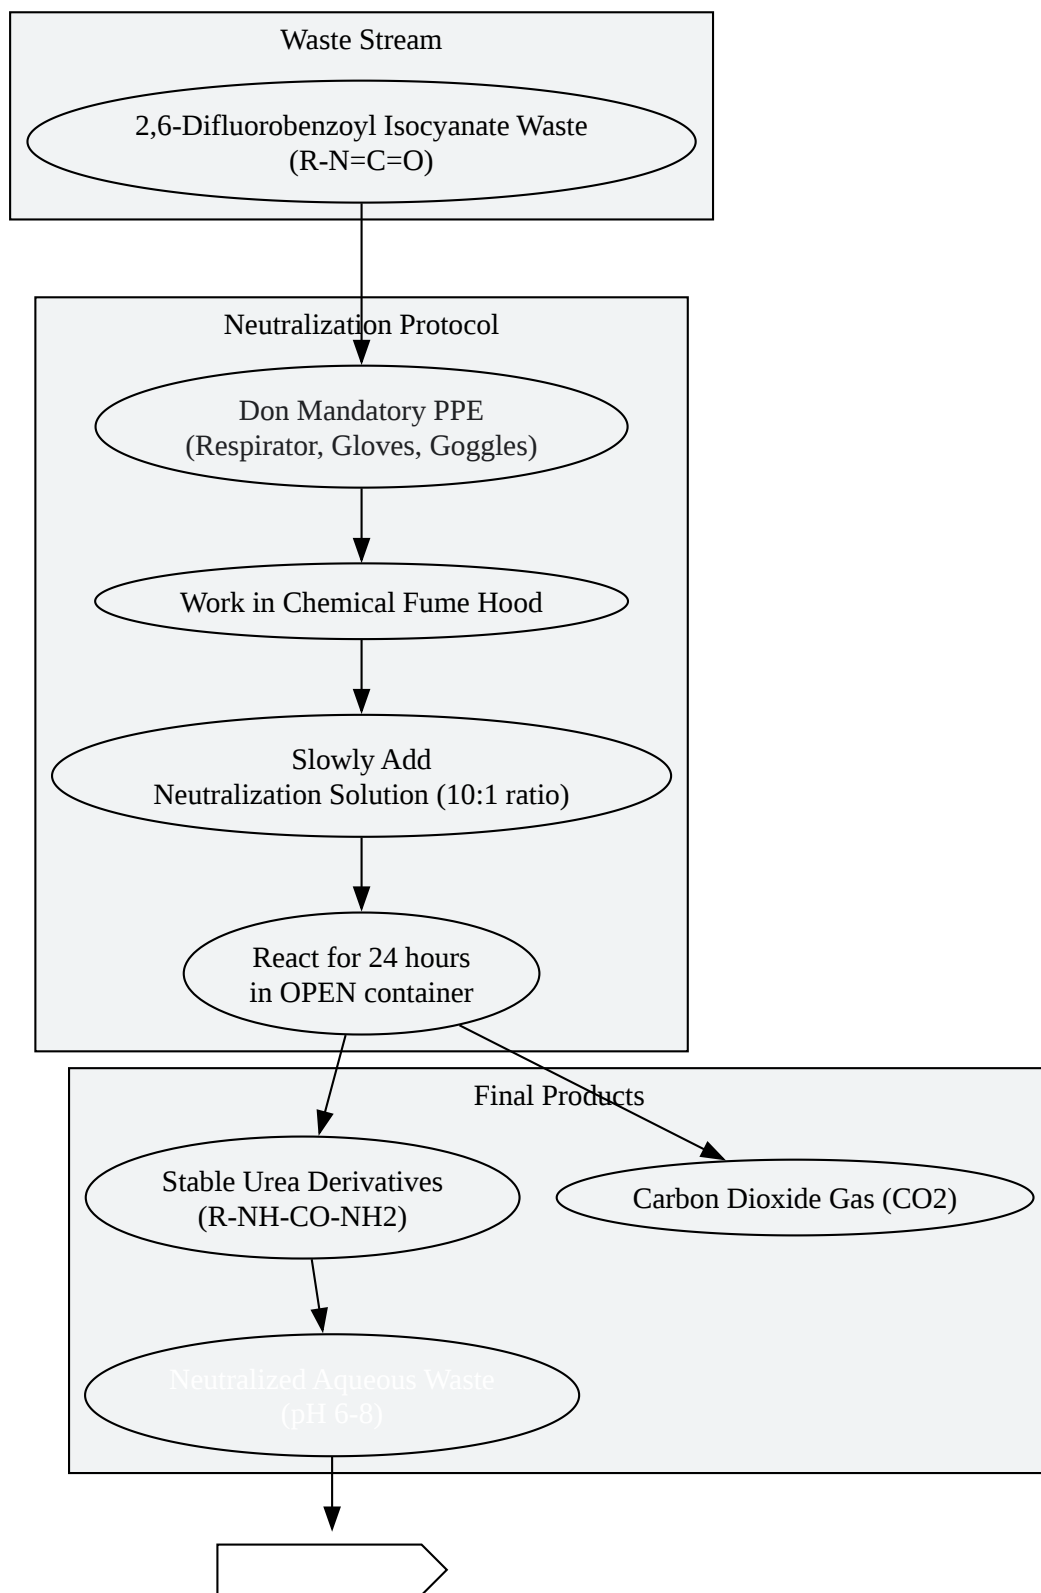 Waste Stream
2,6-Difluorobenzoyl Isocyanate Waste
(R-N=C=O)
Neutralization Protocol
Don Mandatory PPE
(Respirator, Gloves, Goggles)
Work in Chemical Fume Hood
Slowly Add
Neutralization Solution (10:1 ratio)
React for 24 hours
in OPEN container
Final Products
Stable Urea Derivatives
(R-NH-CO-NH2)
Carbon Dioxide Gas (CO2)
Neutralized Aqueous Waste
(pH 6-8)